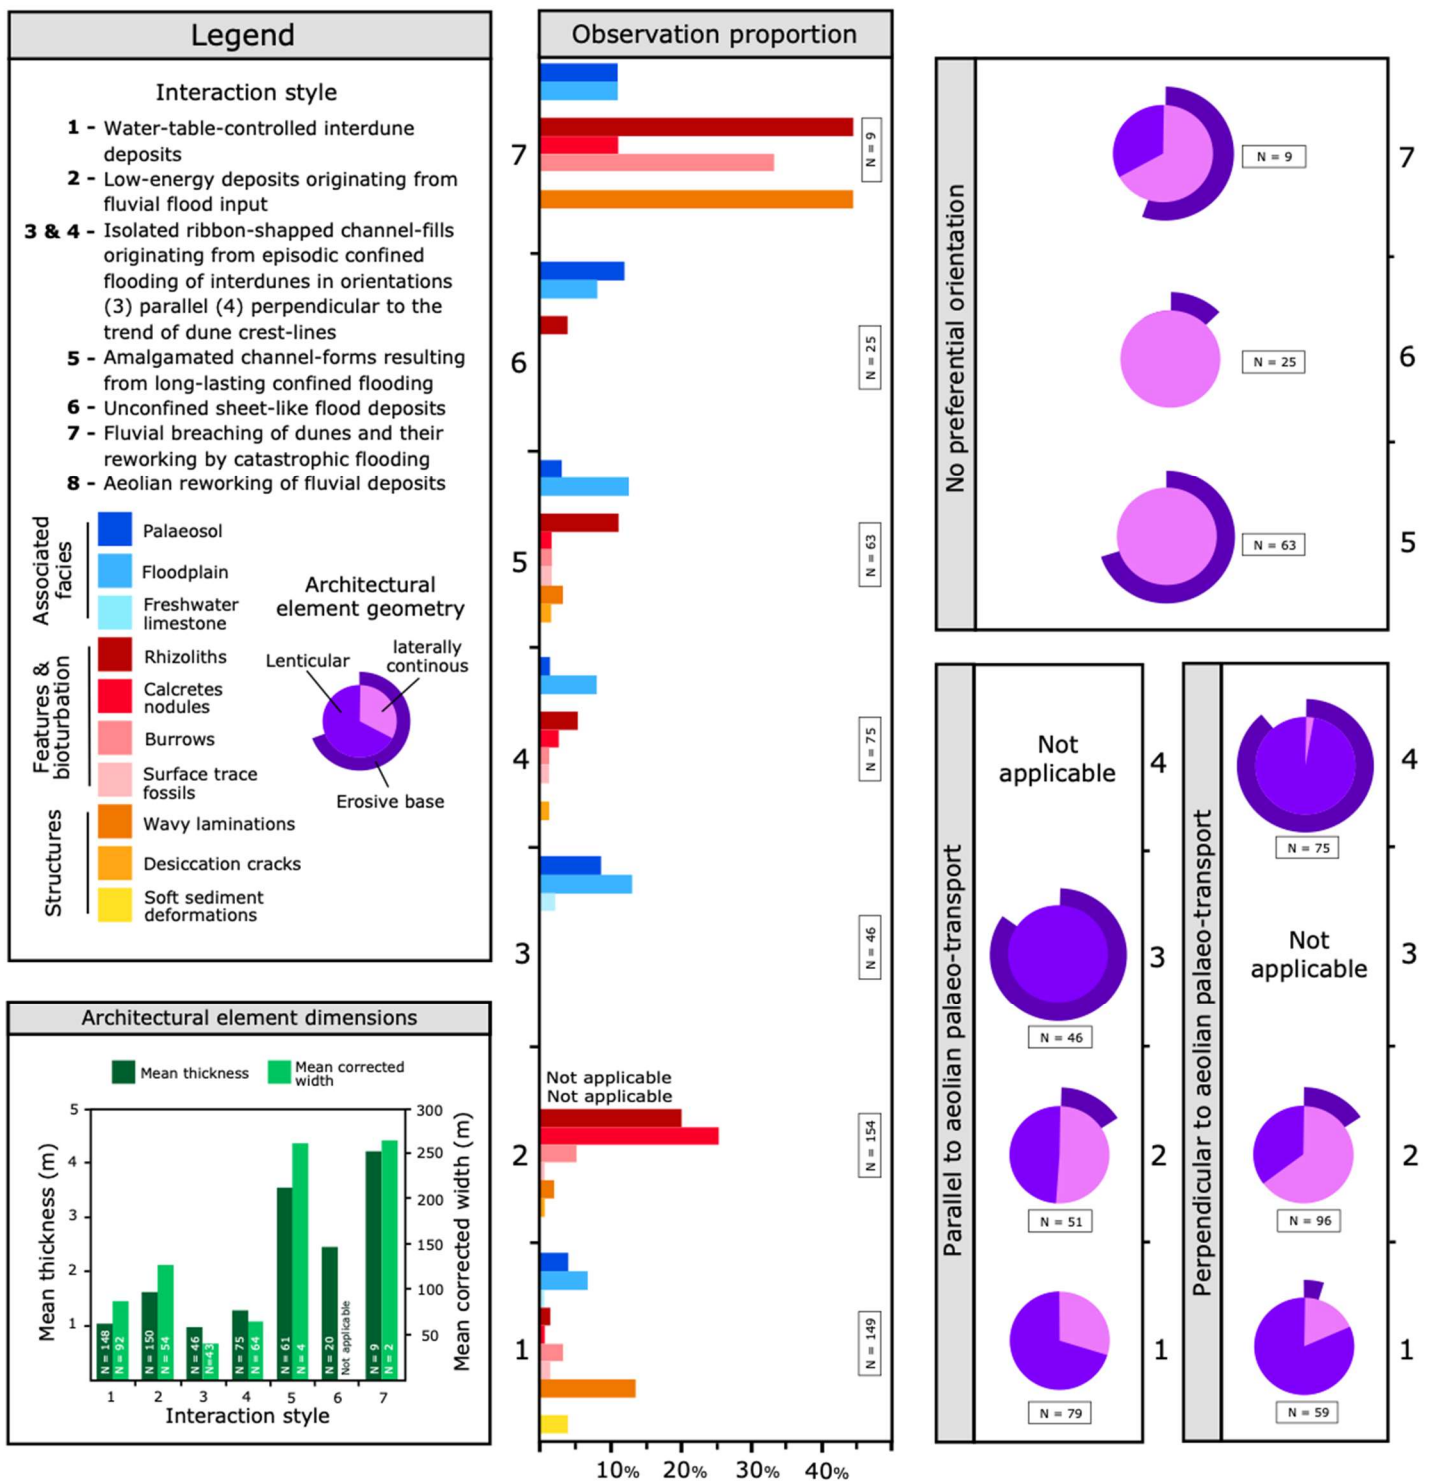 Legend
Interaction style
1 - Water-table-controlled interdune
deposits
2 - Low-energy deposits originating from
fluvial flood input
3 & 4 - Isolated ribbon-shaped channel-fills
originating from episodic confined
flooding of interdunes in orientations
(3) parallel (4) perpendicular to the
trend of dune crest-lines
5 - Amalgamated channel-forms resulting
from long-lasting confined flooding
6 - Unconfined sheet-like flood deposits
7 - Fluvial breaching of dunes and their
reworking by catastrophic flooding
8 - Aeolian reworking of fluvial deposits
Associated
facies
Palaeosol
Floodplain
Freshwater
limestone
Features &
bioturbation
Rhizoliths
Calcretes
nodules
Burrows
Surface trace
fossils
Structures
Wavy laminations
Desiccation cracks
Soft sediment
deformations
Architectural
element geometry
Lenticular
laterally
continous
Erosive base
Architectural element dimensions
Mean thickness
Mean corrected
width
Mean thickness (m)
5
4
3
2
1
300
250
200
150
100
50
Mean corrected width (m)
N = 148
N = 92
N = 150
N = 54
N = 46
N=43
N = 75
N = 64
N = 61
N = 4
N = 20
Not applicable
N = 9
N = 2
1 2 3 4 5 6 7
Interaction style
Observation proportion
7
N = 9
6
N = 25
5
N = 63
4
N = 75
3
N = 46
Not applicable
Not applicable
2
N = 154
1
N = 149
10% 20% 30% 40%
No preferential orientation
N = 9
7
N = 25
6
N = 63
5
Parallel to aeolian palaeo-transport
Not
applicable
4
3
N = 46
2
N = 51
1
N = 79
Perpendicular to aeolian palaeo-transport
4
N = 75
Not
applicable
3
2
N = 96
1
N = 59